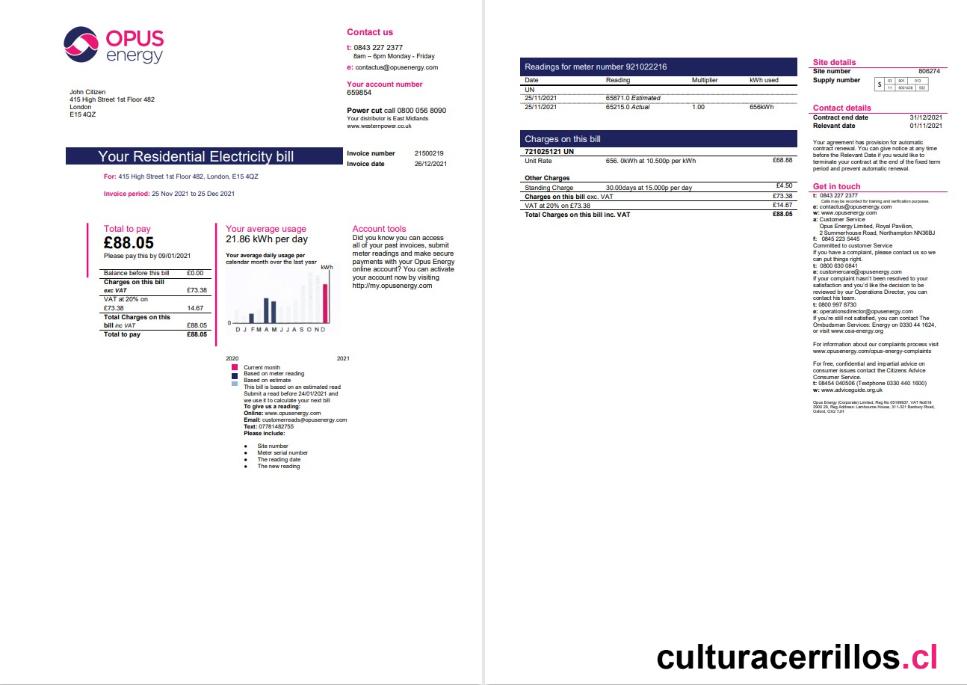 OPUS
energy
John Citizen
415 High Street 1st Floor 482
London
E15 4QZ
Contact us
t: 0843 227 2377
8am – 6pm Monday - Friday
e: contactus@opusenergy.com
Your account number
659854
Power cut call 0800 056 8090
Your distributor is East Midlands
www.westernpower.co.uk
Your Residential Electricity bill
Invoice number 21500219
Invoice date 26/12/2021
For: 415 High Street 1st Floor 482, London, E15 4QZ
Invoice period: 25 Nov 2021 to 25 Dec 2021
Total to pay
£88.05
Please pay this by 09/01/2021
Balance before this bill £0.00
Charges on this bill
exc VAT £73.38
VAT at 20% on
£73.38 14.67
Total Charges on this
bill inc VAT £88.05
Total to pay £88.05
Your average usage
21.86 kWh per day
Your average daily usage per
calendar month over the last year
kWh
0
D J F M A M J J A S O N D
2020 2021
Current month
Based on meter reading
Based on estimate
This bill is based on an estimated read
Submit a read before 24/01/2021 and
we use it to calculate your next bill
To give us a reading:
Online: www.opusenergy.com
Email: customerreads@opusenergy.com
Text: 07781482755
Please include:
• Site number
• Meter serial number
• The reading date
• The new reading
Account tools
Did you know you can access
all of your past invoices, submit
meter readings and make secure
payments with your Opus Energy
online account? You can activate
your account now by visiting
http://my.opusenergy.com
Readings for meter number 921022216
Date Reading Multiplier kWh used
UN
25/11/2021 65871.0 Estimated
25/11/2021 65215.0 Actual 1.00 656kWh
Charges on this bill
721025121 UN
Unit Rate 656. 0kWh at 10.500p per kWh £68.88
Other Charges
Standing Charge 30.00days at 15.000p per day £4.50
Charges on this bill exc. VAT £73.38
VAT at 20% on £73.38 £14.67
Total Charges on this bill inc. VAT £88.05
Site details
Site number 806274
Supply number
S
Contact details
Contract end date 31/12/2021
Relevant date 01/11/2021
Your agreement has provision for automatic
contract renewal. You can give notice at any time
before the Relevant Date if you would like to
terminate your contract at the end of the fixed term
period and prevent automatic renewal.
Get in touch
t: 0843 227 2377
Calls may be recorded for training and verification purposes.
e: contactus@opusenergy.com
w: www.opusenergy.com
a: Customer Service
Opus Energy Limited, Royal Pavilion,
2 Summerhouse Road, Northampton NN36BJ
f: 0845 223 5445
Committed to customer Service
If you have a complaint, please contact us so we
can put things right.
t: 0800 630 0841
e: customercare@opusenergy.com
If your complaint hasn't been resolved to your
satisfaction and you'd like the decision to be
reviewed by our Operations Director, you can
contact his team.
t: 0800 997 8730
e: operationsdirector@opusenergy.com
If you're still not satisfied, you can contact The
Ombudsman Services: Energy on 0330 44 1624,
or visit www.osa-energy.org
For information about our complaints process visit
www.opusenergy.com/opus-energy-complaints
For free, confidential and impartial advice on
consumer issues contact the Citizens Advice
Consumer Service.
t: 08454 040506 (Textphone 0330 440 1600)
w: www.adviceguide.org.uk
culturacerrillos.cl